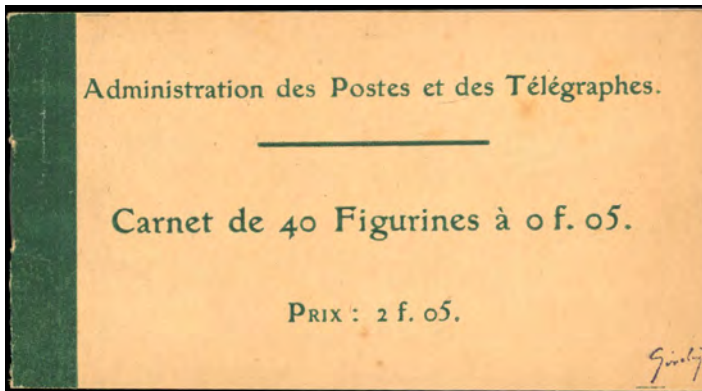 Administration des Postes et des Télégraphes.
Carnet de 40 Figurines à 0 f. 05.
PRIX : 2 f. 05.